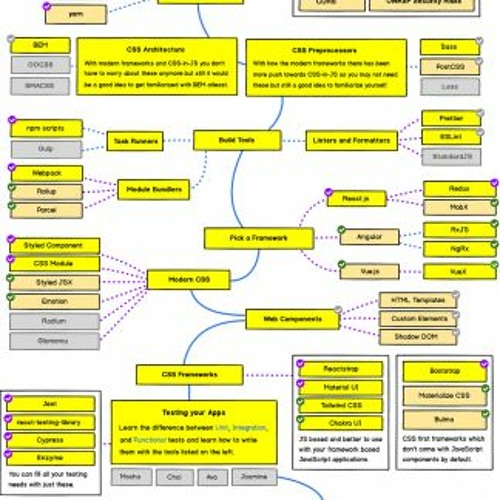 yarn
OWASP Security Risks
BEM
OOCSS
SMACSS
CSS Architecture
With modern frameworks and CSS-in-JS you don't
have to worry about these anymore but still it would
be a good idea to get familiarized with BEM atleast.
CSS Preprocessors
With how the modern frameworks there has been
more push towards CSS-in-JS so you may not need
these but still a good idea to familiarize yourself.
Sass
PostCSS
Less
npm scripts
Gulp
Task Runners
Build Tools
Linters and Formatters
Prettier
ESLint
StandardJS
Webpack
Rollup
Parcel
Module Bundlers
React.js
Redux
MobX
Pick a Framework
Angular
RxJS
NgRx
Vue.js
VueX
Styled Component
CSS Module
Styled JSX
Emotion
Radium
Glamorous
Modern CSS
Web Components
HTML Templates
Custom Elements
Shadow DOM
CSS Frameworks
Reactstrap
Material UI
Tailwind CSS
Chakra UI
JS based and better to use
with your framework based
JavaScript applications.
Bootstrap
Materialize CSS
Bulma
CSS first frameworks which
don't come with JavaScript
components by default.
Jest
react-testing-library
Cypress
Enzyme
You can fill all your testing
needs with just these.
Testing your Apps
Learn the difference between Unit, Integration,
and Functional tests and learn how to write
them with the tools listed on the left.
Mocha
Chai
Ava
Jasmine